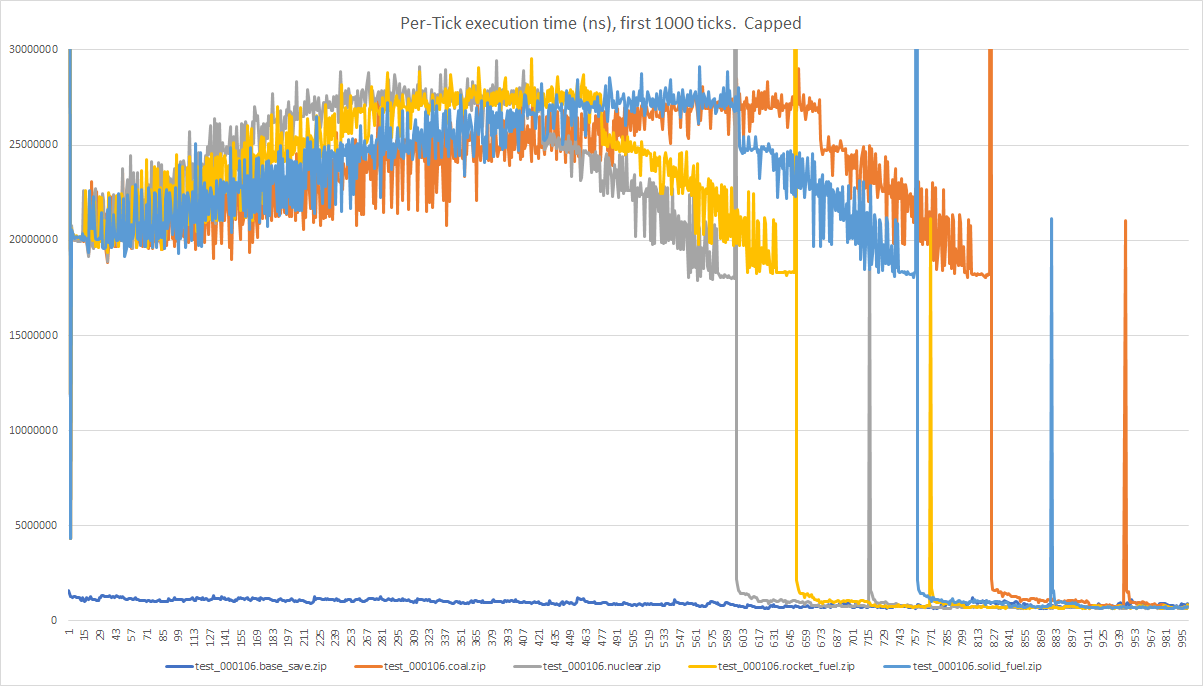 Per-Tick execution time (ns), first 1000 ticks.  Capped
30000000
25000000
20000000
15000000
10000000
5000000
0
1 15 29 43 57 71 85 99 113 127 141 155 169 183 197 211 225 239 253 267 281 295 309 323 337 351 365 379 393 407 421 435 449 463 477 491 505 519 533 547 561 575 589 603 617 631 645 659 673 687 701 715 729 743 757 771 785 799 813 827 841 855 869 883 897 911 925 939 953 967 981 995
test_000106.base_save.zip test_000106.coal.zip test_000106.nuclear.zip test_000106.rocket_fuel.zip test_000106.solid_fuel.zip